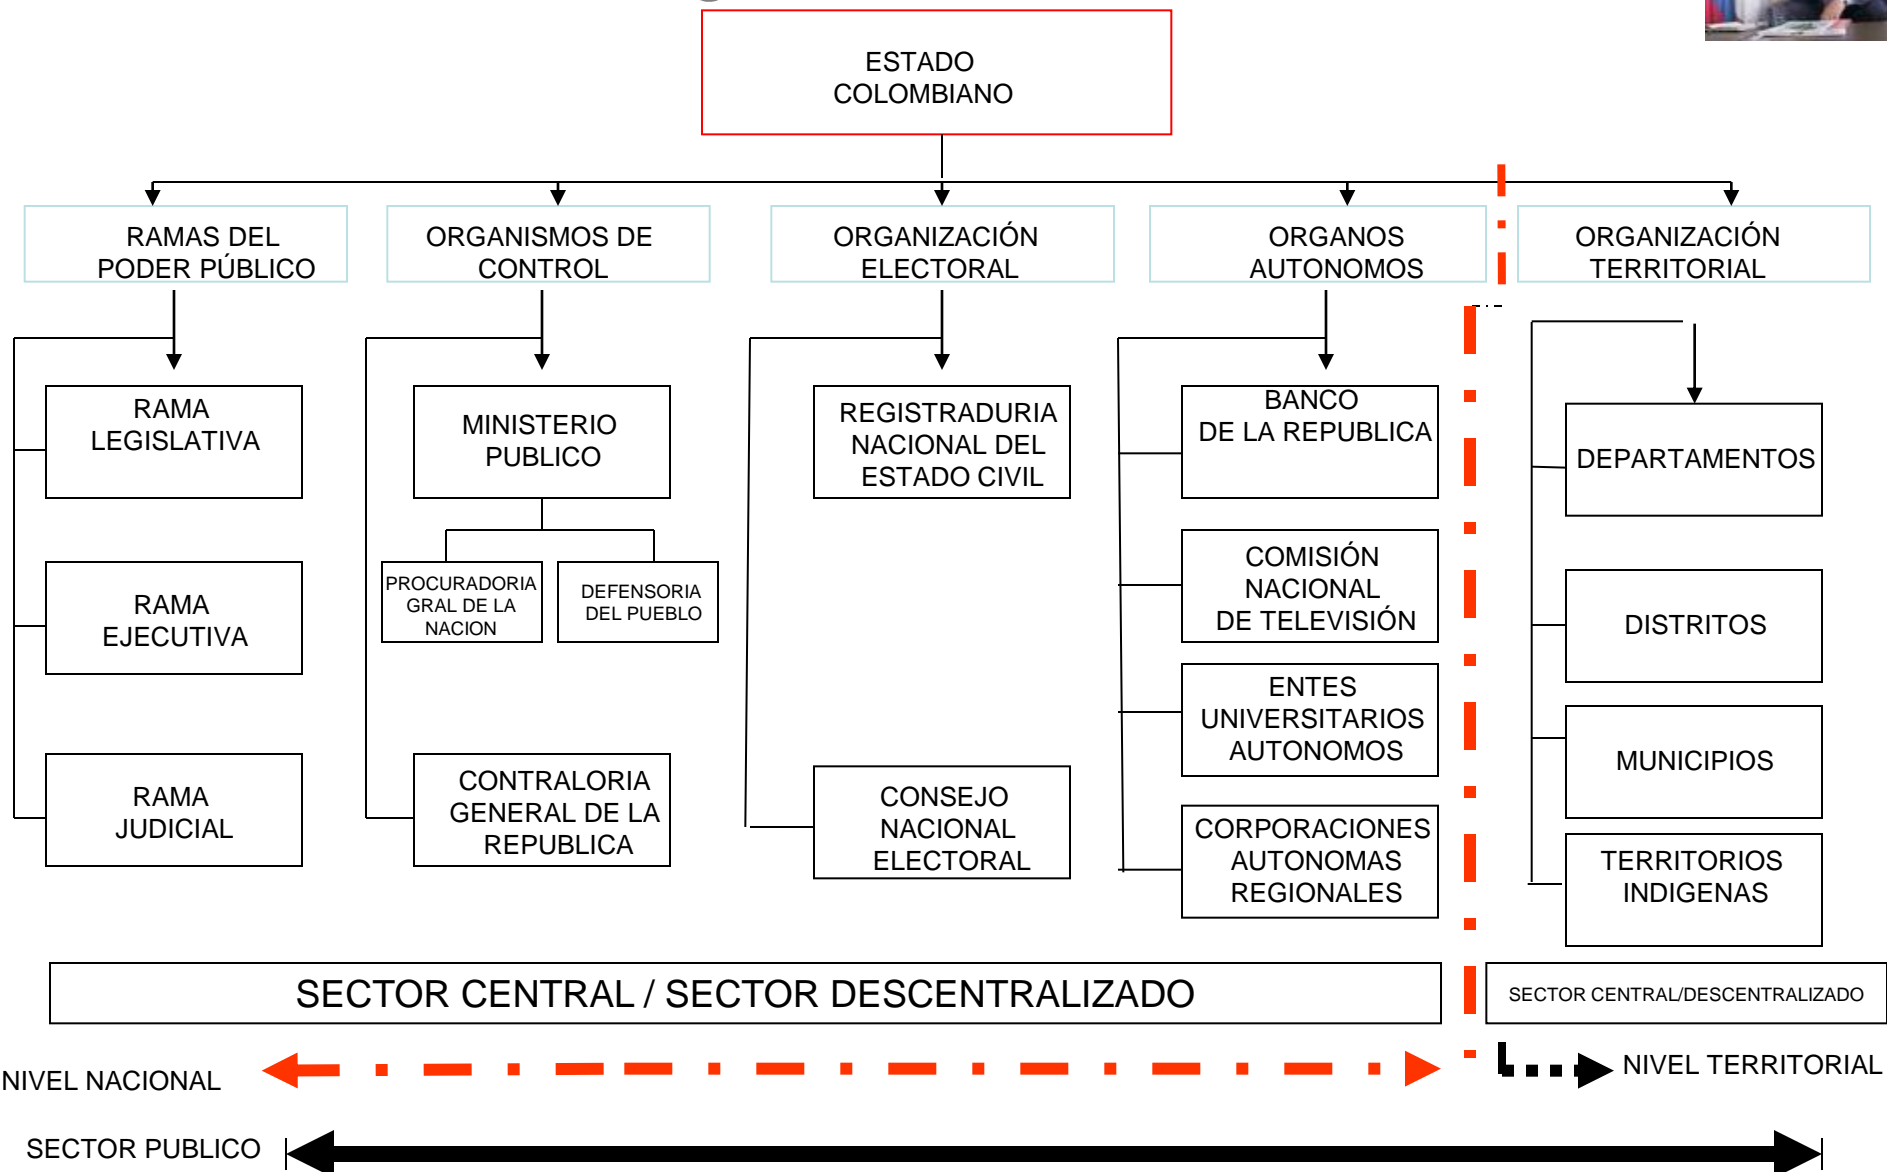 ESTADO
COLOMBIANO
RAMAS DEL
PODER PÚBLICO
ORGANISMOS DE
CONTROL
ORGANIZACIÓN
ELECTORAL
ORGANOS
AUTONOMOS
ORGANIZACIÓN
TERRITORIAL
RAMA
LEGISLATIVA
MINISTERIO
PUBLICO
REGISTRADURIA
NACIONAL DEL
ESTADO CIVIL
BANCO
DE LA REPUBLICA
DEPARTAMENTOS
RAMA
EJECUTIVA
PROCURADORIA
GRAL DE LA
NACION
DEFENSORIA
DEL PUEBLO
COMISIÓN
NACIONAL
DE TELEVISIÓN
DISTRITOS
ENTES
UNIVERSITARIOS
AUTONOMOS
MUNICIPIOS
RAMA
JUDICIAL
CONTRALORIA
GENERAL DE LA
REPUBLICA
CONSEJO
NACIONAL
ELECTORAL
CORPORACIONES
AUTONOMAS
REGIONALES
TERRITORIOS
INDIGENAS
SECTOR CENTRAL / SECTOR DESCENTRALIZADO
SECTOR CENTRAL/DESCENTRALIZADO
NIVEL NACIONAL
NIVEL TERRITORIAL
SECTOR PUBLICO